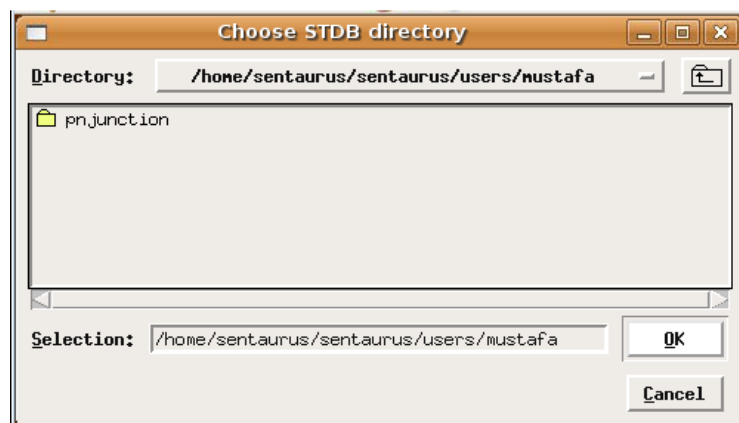 Choose STDB directory
Directory: /home/sentaurus/sentaurus/users/mustafa
pnjunction
Selection: /home/sentaurus/sentaurus/users/mustafa
OK
Cancel